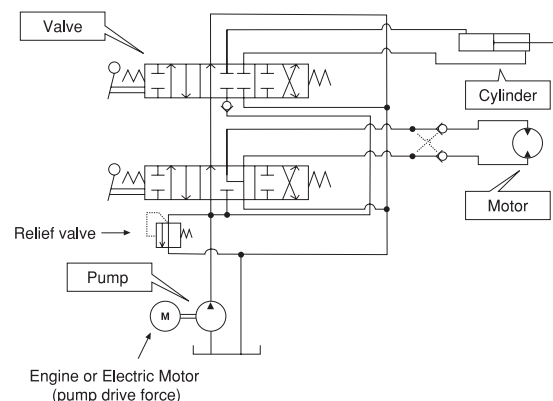 Valve
Cylinder
Motor
Relief valve
Pump
M
Engine or Electric Motor
(pump drive force)